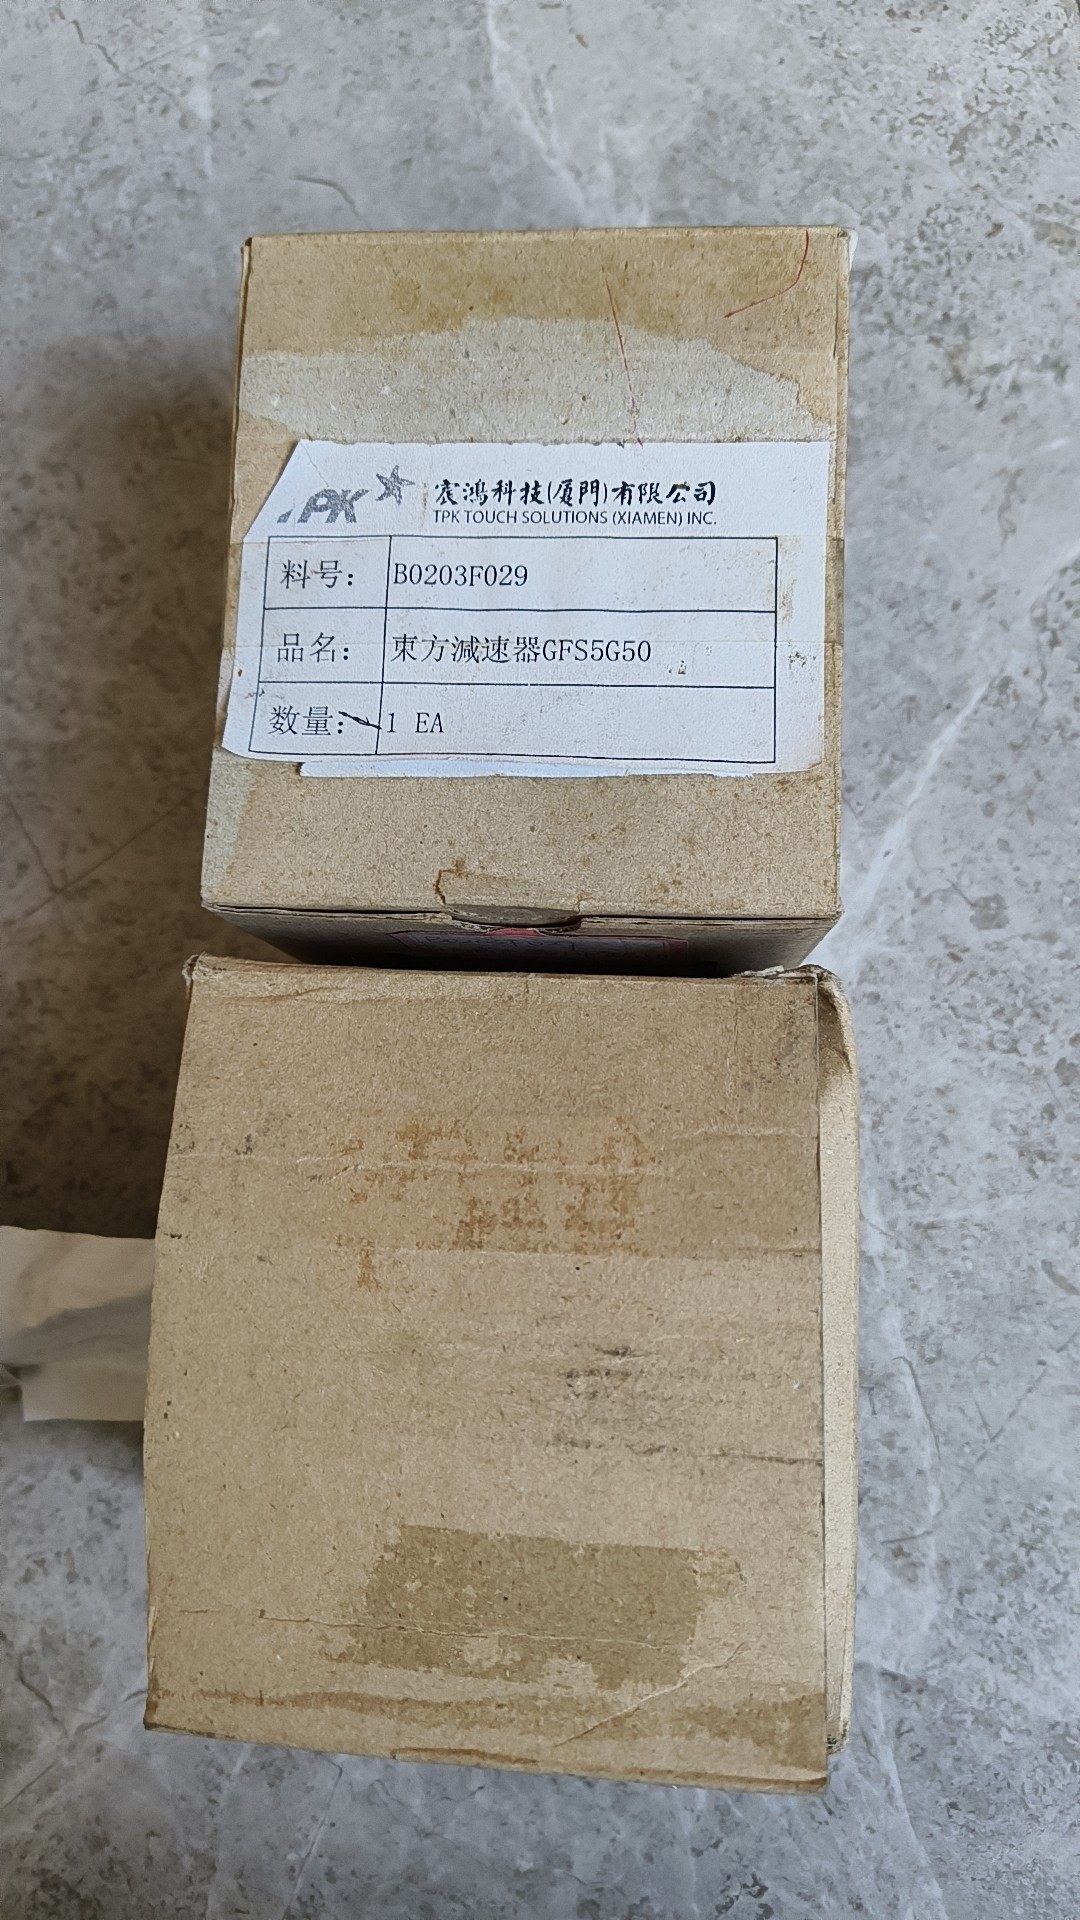 TPK 宸鴻科技(厦門)有限公司
TPK TOUCH SOLUTIONS (XIAMEN) INC.
料号： B0203F029
品名： 東方減速器GFS5G50
数量： 1 EA